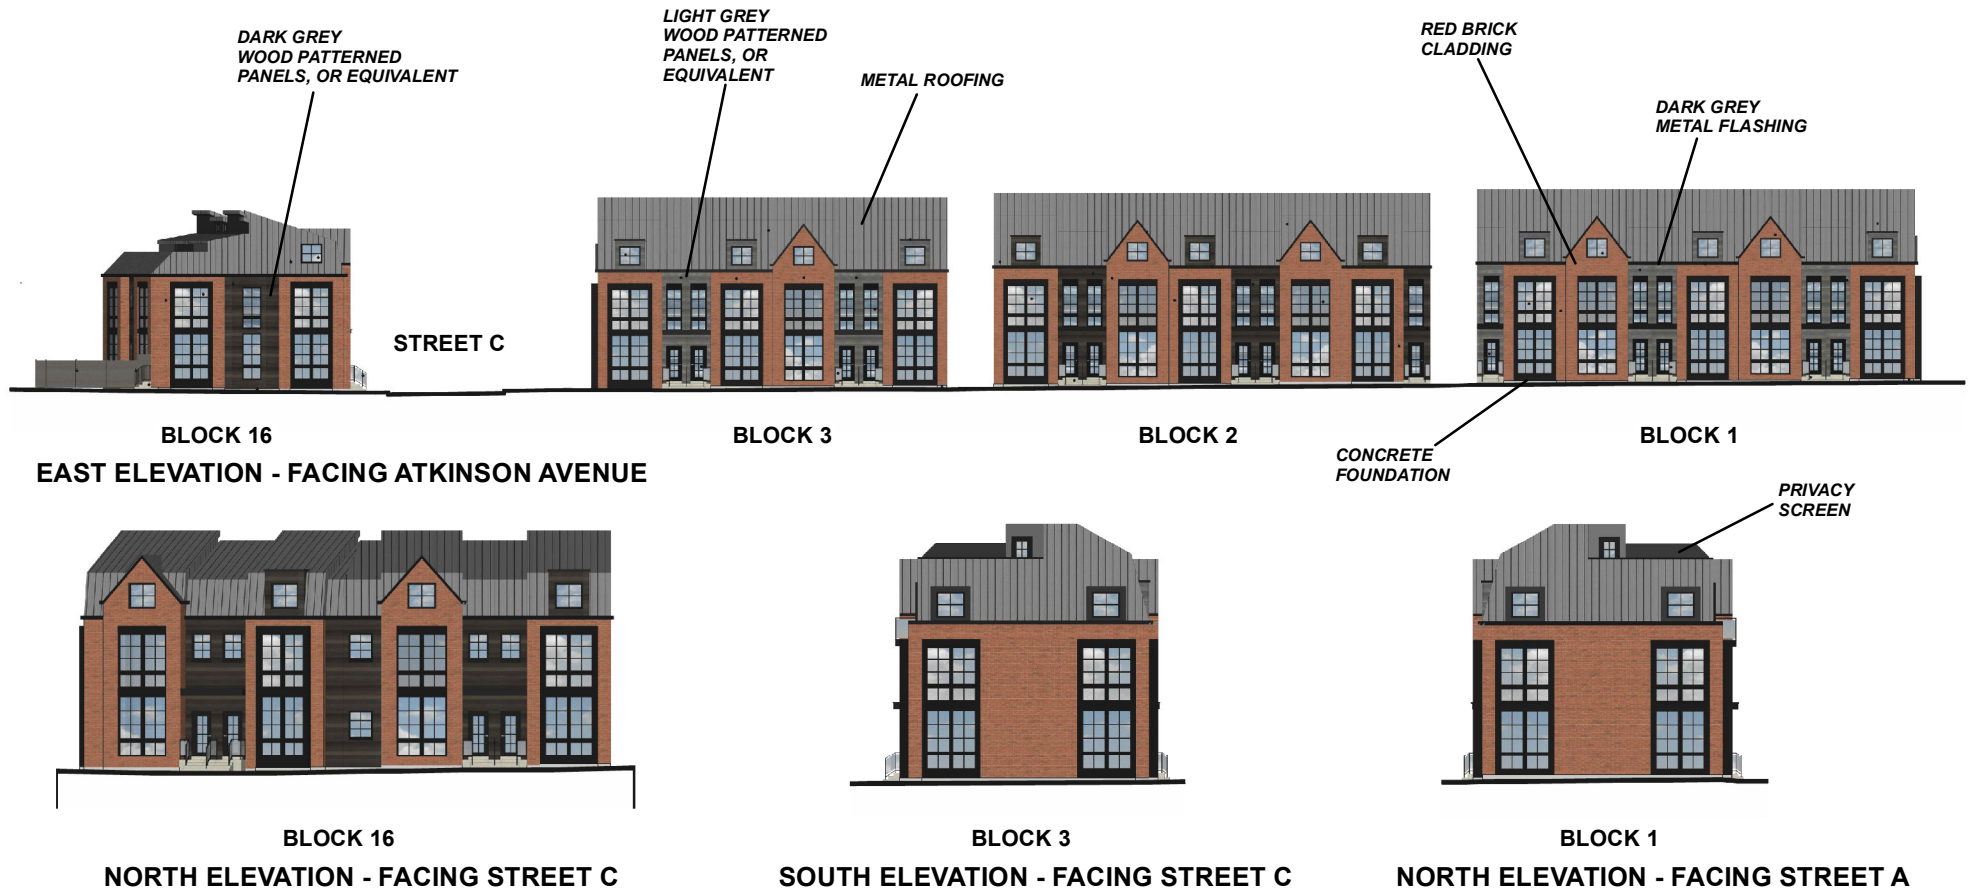 DARK GREY
WOOD PATTERNED
PANELS, OR EQUIVALENT
LIGHT GREY
WOOD PATTERNED
PANELS, OR
EQUIVALENT
METAL ROOFING
RED BRICK
CLADDING
DARK GREY
METAL FLASHING
STREET C
BLOCK 16
BLOCK 3
BLOCK 2
BLOCK 1
CONCRETE
FOUNDATION
EAST ELEVATION - FACING ATKINSON AVENUE
PRIVACY
SCREEN
BLOCK 16
NORTH ELEVATION - FACING STREET C
BLOCK 3
SOUTH ELEVATION - FACING STREET C
BLOCK 1
NORTH ELEVATION - FACING STREET A